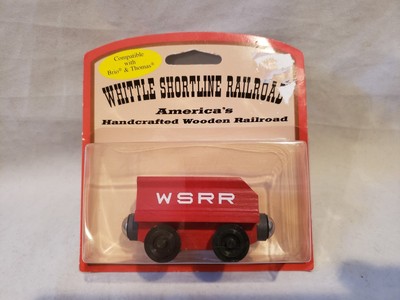 Compatible
with
Brio® & Thomas®
WHITTLE SHORTLINE RAILROAD
America's
Handcrafted Wooden Railroad
WSRR